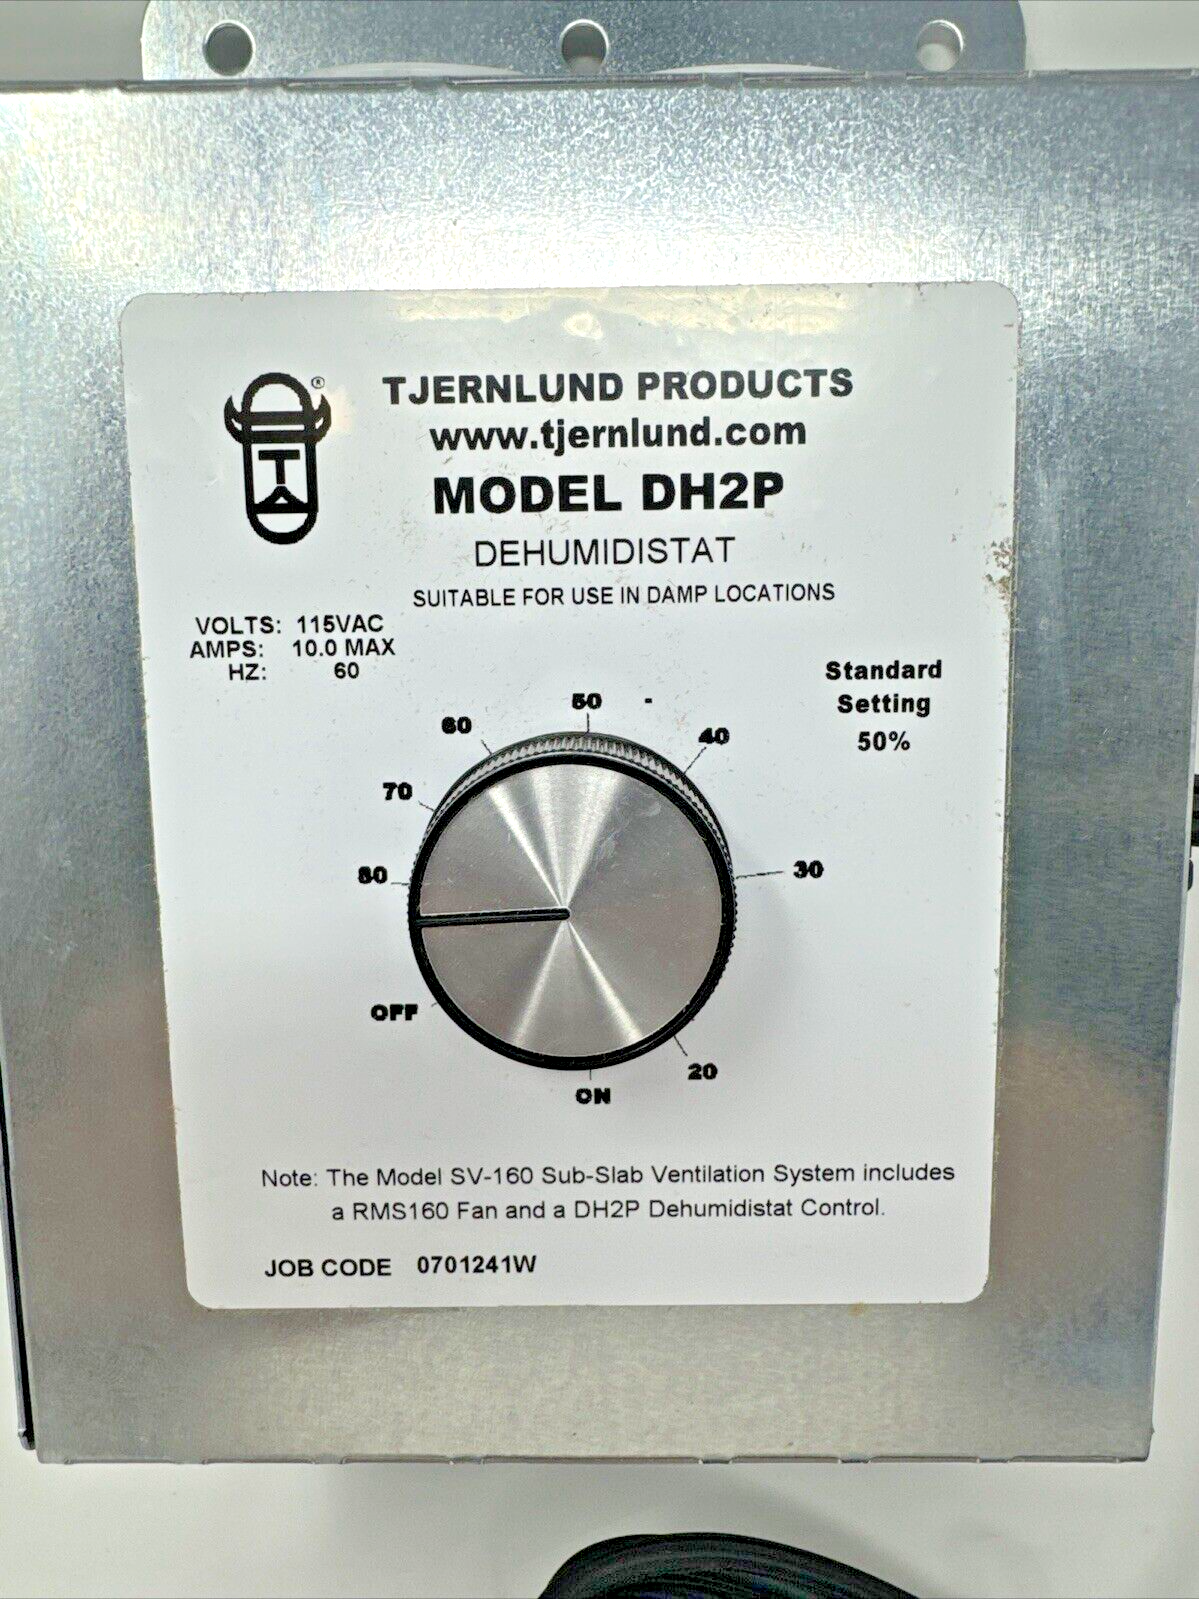 ®
TA
TJERNLUND PRODUCTS
www.tjernlund.com
MODEL DH2P
DEHUMIDISTAT
SUITABLE FOR USE IN DAMP LOCATIONS
VOLTS: 115VAC
AMPS: 10.0 MAX
HZ: 60
Standard
Setting
50%
50 -
60
40
70
80
30
OFF
20
ON
Note: The Model SV-160 Sub-Slab Ventilation System includes
a RMS160 Fan and a DH2P Dehumidistat Control.
JOB CODE 0701241W